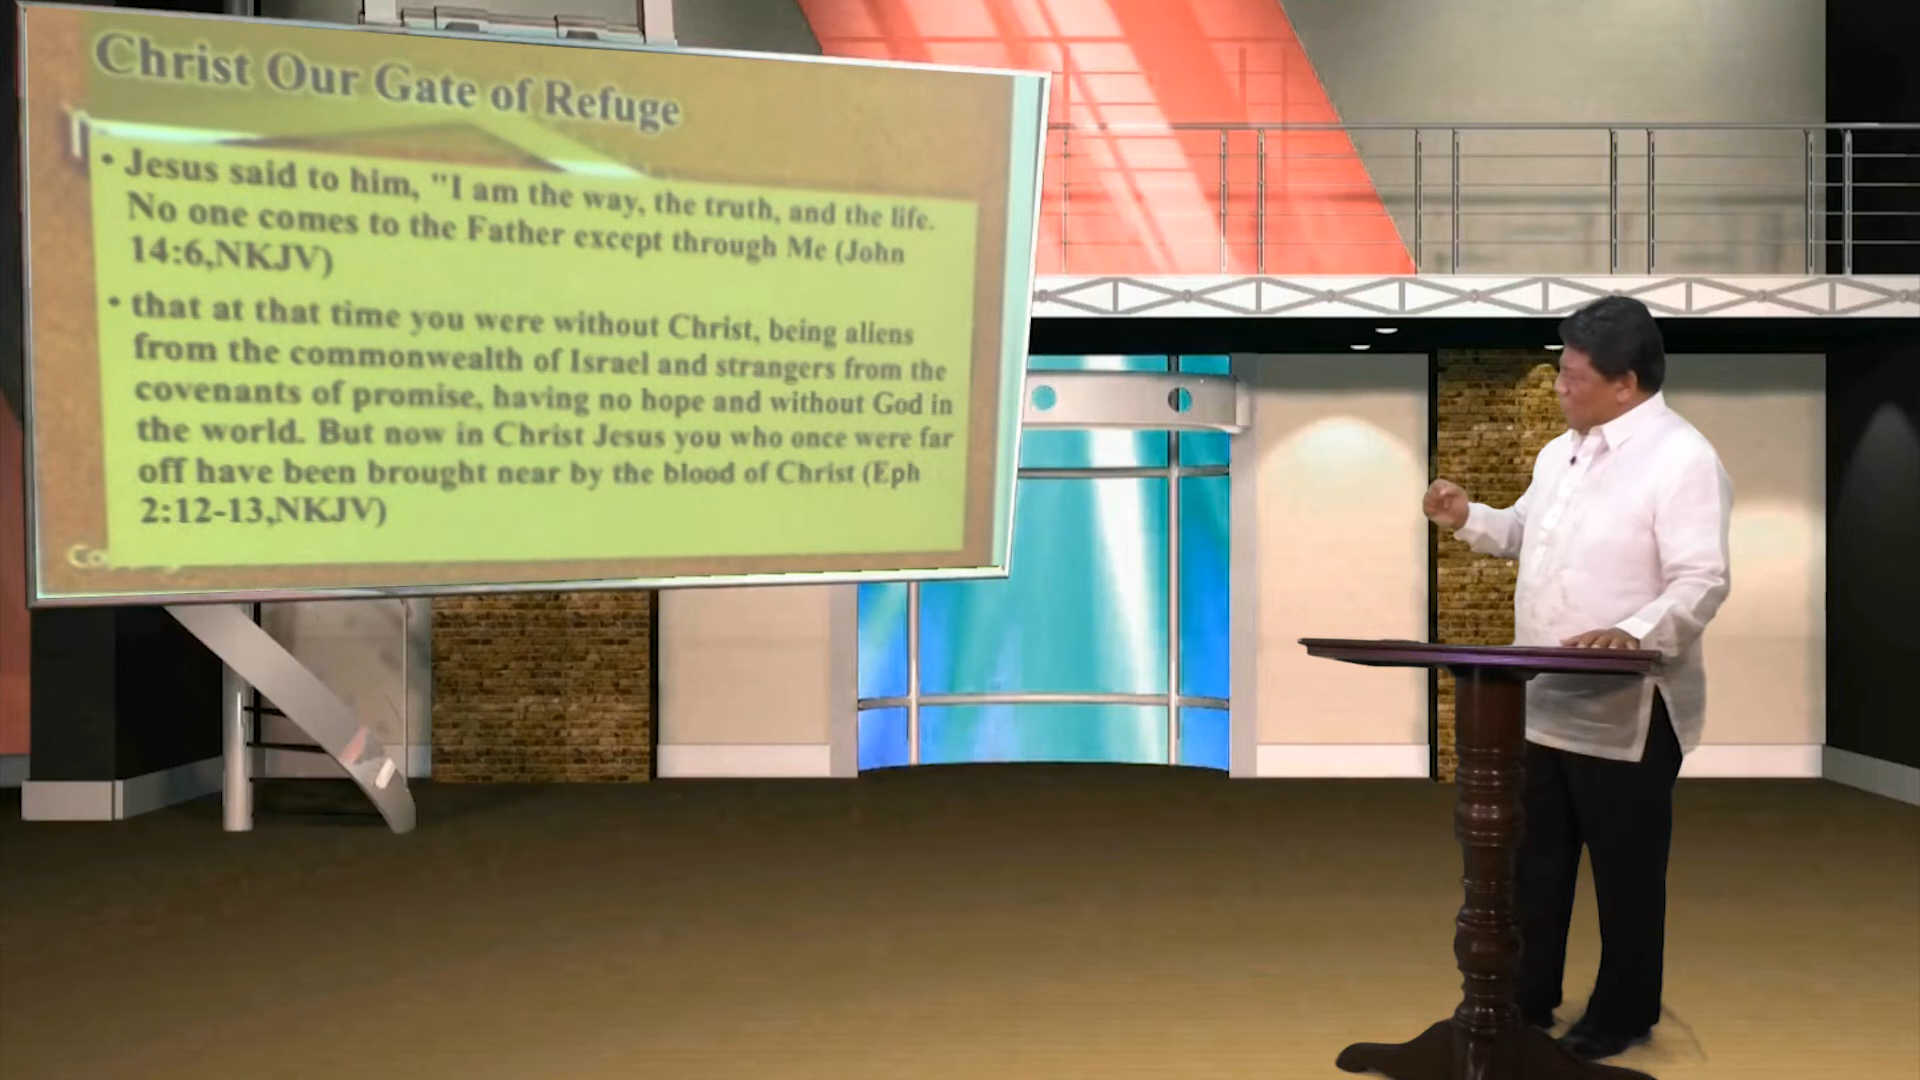 Christ Our Gate of Refuge
• Jesus said to him, "I am the way, the truth, and the life.
No one comes to the Father except through Me (John
14:6,NKJV)
• that at that time you were without Christ, being aliens
from the commonwealth of Israel and strangers from the
covenants of promise, having no hope and without God in
the world. But now in Christ Jesus you who once were far
off have been brought near by the blood of Christ (Eph
2:12-13,NKJV)